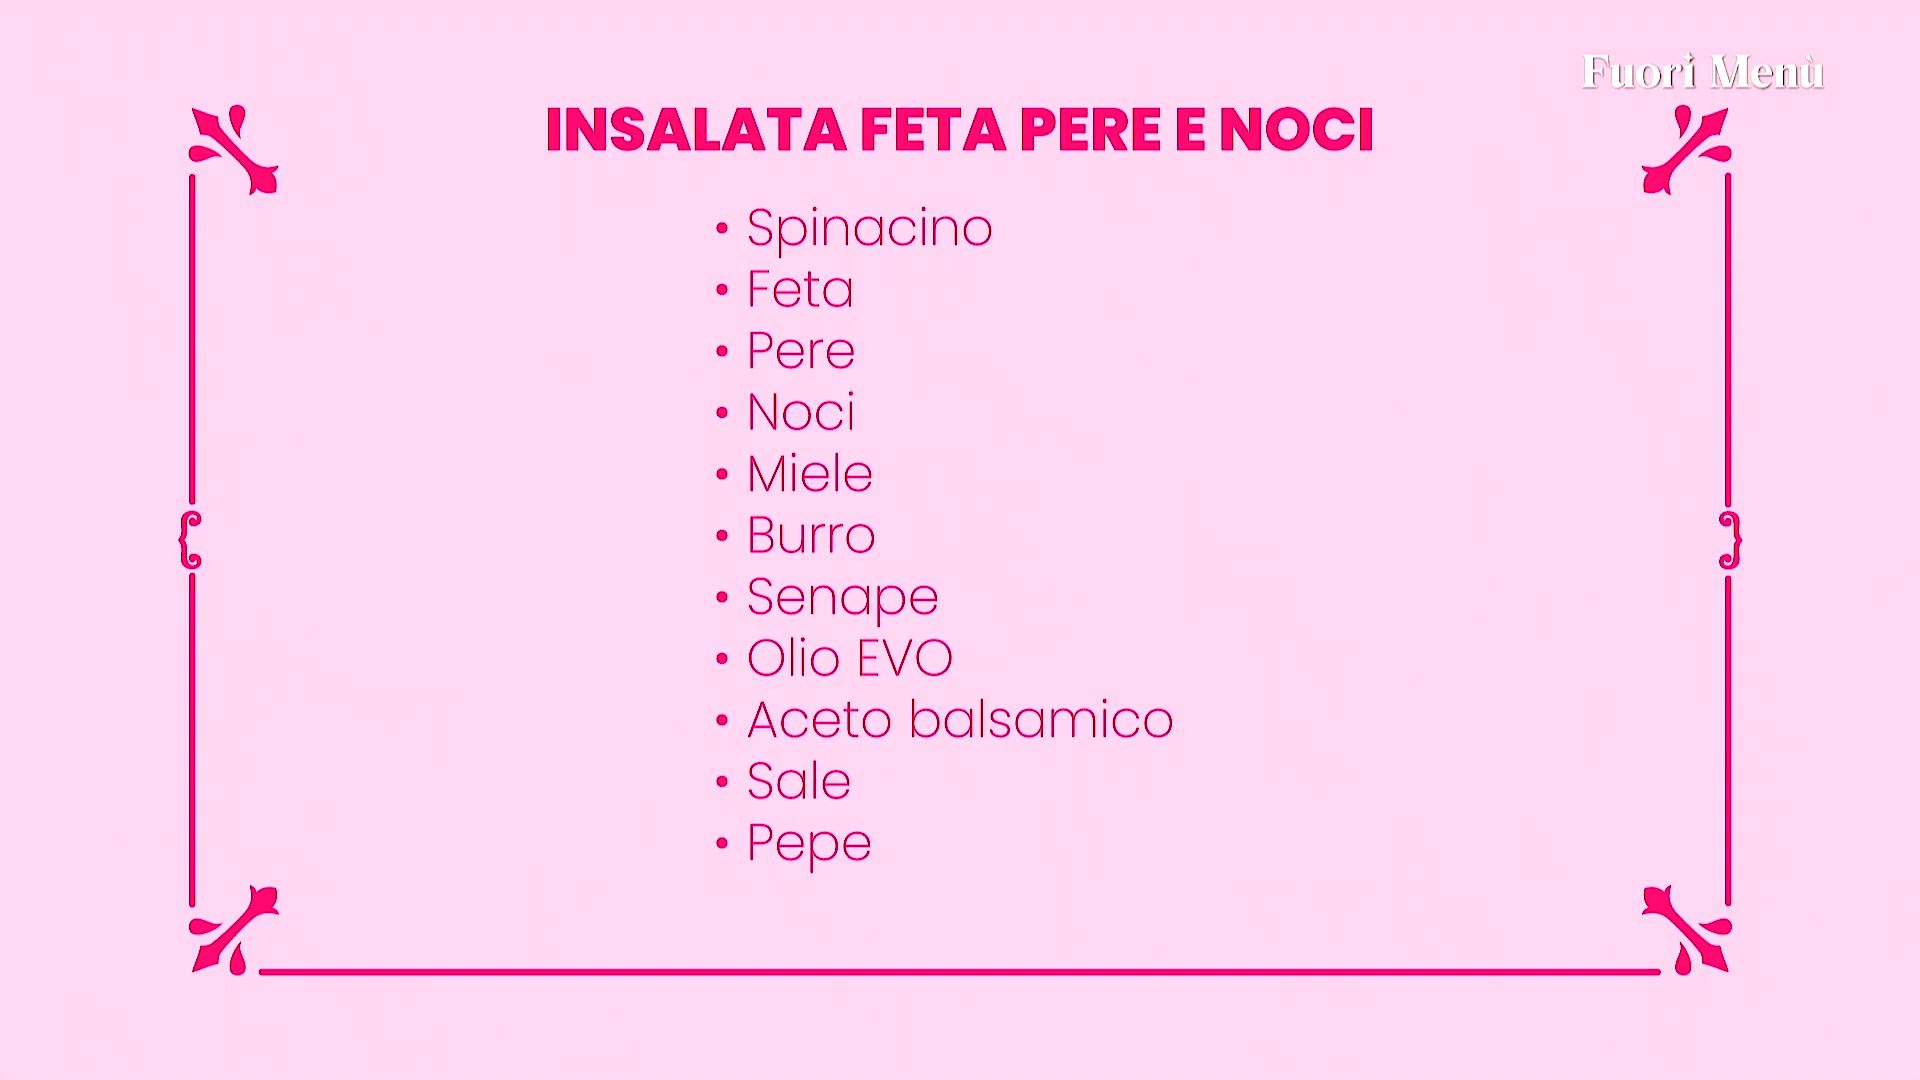 Fuori Menù
INSALATA FETA PERE E NOCI
• Spinacino
• Feta
• Pere
• Noci
• Miele
• Burro
• Senape
• Olio EVO
• Aceto balsamico
• Sale
• Pepe